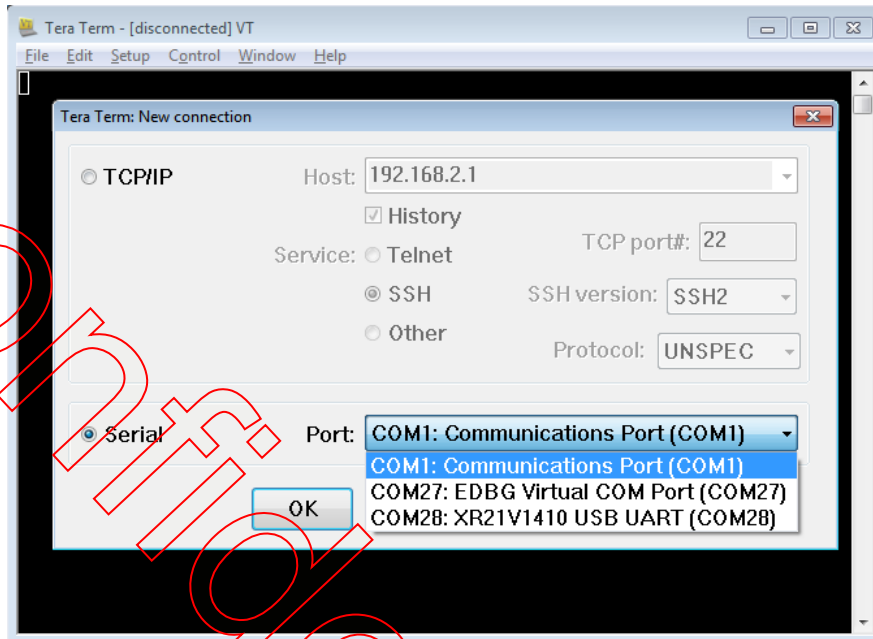 Tera Term - [disconnected] VT
File Edit Setup Control Window Help
Tera Term: New connection
TCP/IP
Host: 192.168.2.1
History
Service: Telnet
TCP port#: 22
SSH
SSH version: SSH2
Other
Protocol: UNSPEC
Serial
Port: COM1: Communications Port (COM1)
COM1: Communications Port (COM1)
COM27: EDBG Virtual COM Port (COM27)
COM28: XR21V1410 USB UART (COM28)
OK